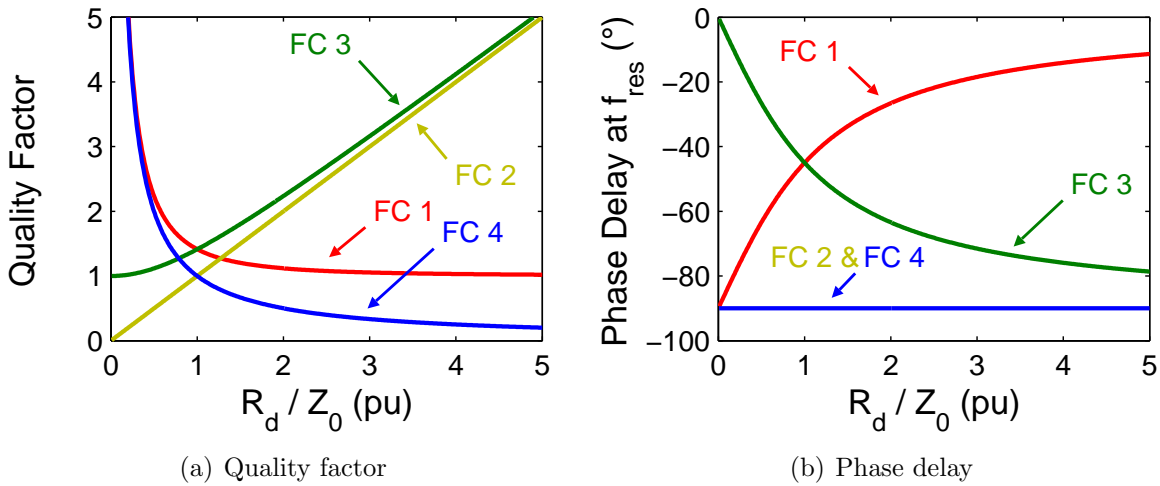 Quality Factor
5
4
3
2
1
0
0 1 2 3 4 5
FC 3
FC 2
FC 1
FC 4
R_d / Z_0 (pu)
(a) Quality factor
Phase Delay at f_res (°)
0
−20
−40
−60
−80
−100
0 1 2 3 4 5
FC 1
FC 3
FC 2 & FC 4
R_d / Z_0 (pu)
(b) Phase delay